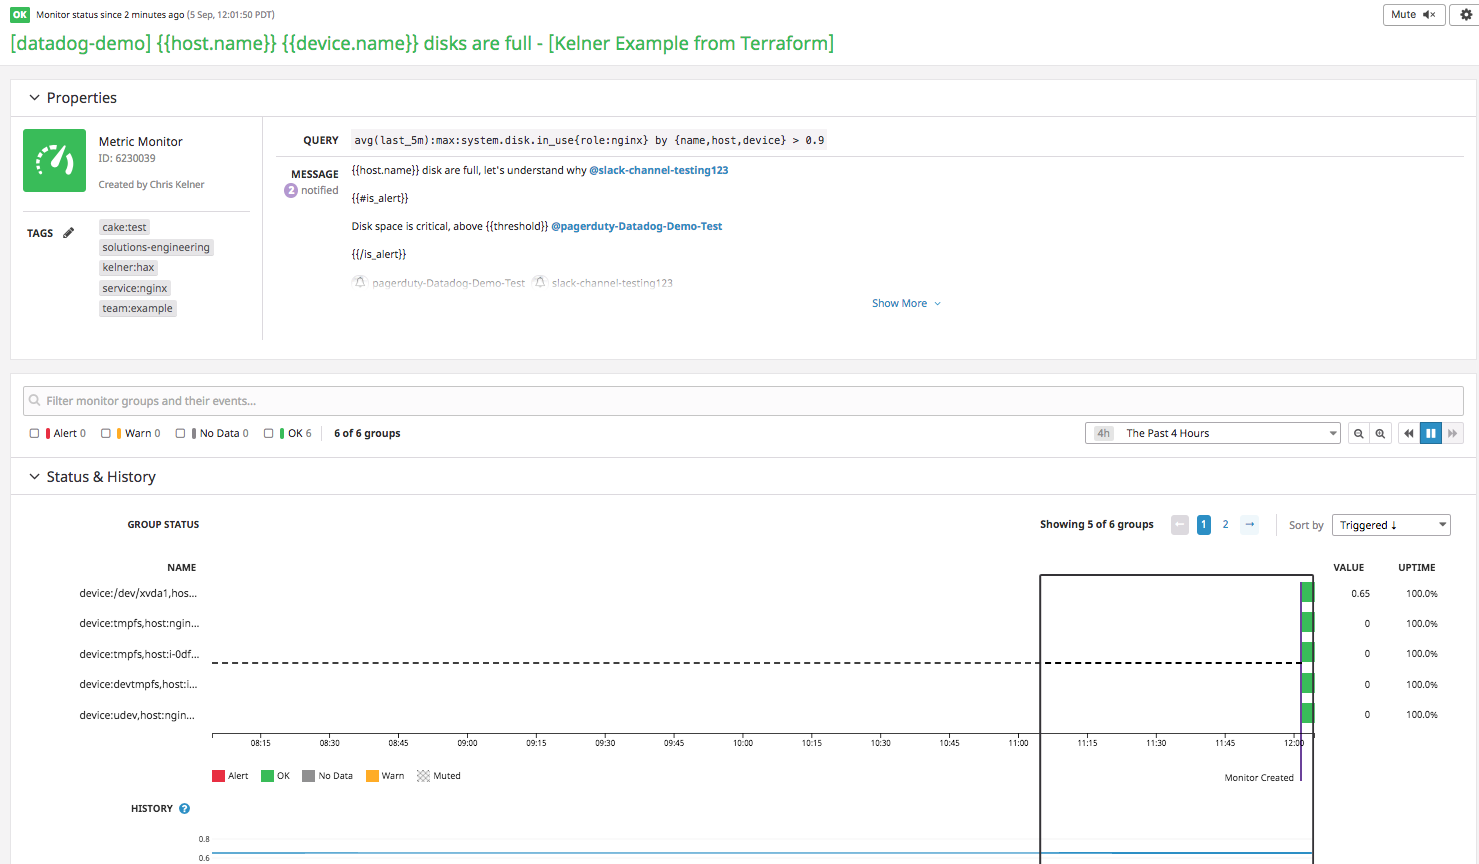 OK Monitor status since 2 minutes ago (5 Sep, 12:01:50 PDT)
Mute
[datadog-demo] {{host.name}} {{device.name}} disks are full - [Kelner Example from Terraform]
Properties
Metric Monitor
ID: 6230039
Created by Chris Kelner
TAGS
cake:test
solutions-engineering
kelner:hax
service:nginx
team:example
QUERY avg(last_5m):max:system.disk.in_use{role:nginx} by {name,host,device} > 0.9
MESSAGE
2 notified
{{host.name}} disk are full, let's understand why @slack-channel-testing123
{{#is_alert}}
Disk space is critical, above {{threshold}} @pagerduty-Datadog-Demo-Test
{{/is_alert}}
pagerduty-Datadog-Demo-Test slack-channel-testing123
Show More
Filter monitor groups and their events...
Alert 0 Warn 0 No Data 0 OK 6 6 of 6 groups
4h The Past 4 Hours
Status & History
GROUP STATUS
Showing 5 of 6 groups ← 1 2 → Sort by Triggered ↓
NAME VALUE UPTIME
device:/dev/xvda1,hos... 0.65 100.0%
device:tmpfs,host:ngin... 0 100.0%
device:tmpfs,host:i-0df... 0 100.0%
device:devtmpfs,host:i... 0 100.0%
device:udev,host:ngin... 0 100.0%
08:15 08:30 08:45 09:00 09:15 09:30 09:45 10:00 10:15 10:30 10:45 11:00 11:15 11:30 11:45 12:00
Alert OK No Data Warn Muted
Monitor Created
HISTORY ?
0.8
0.6